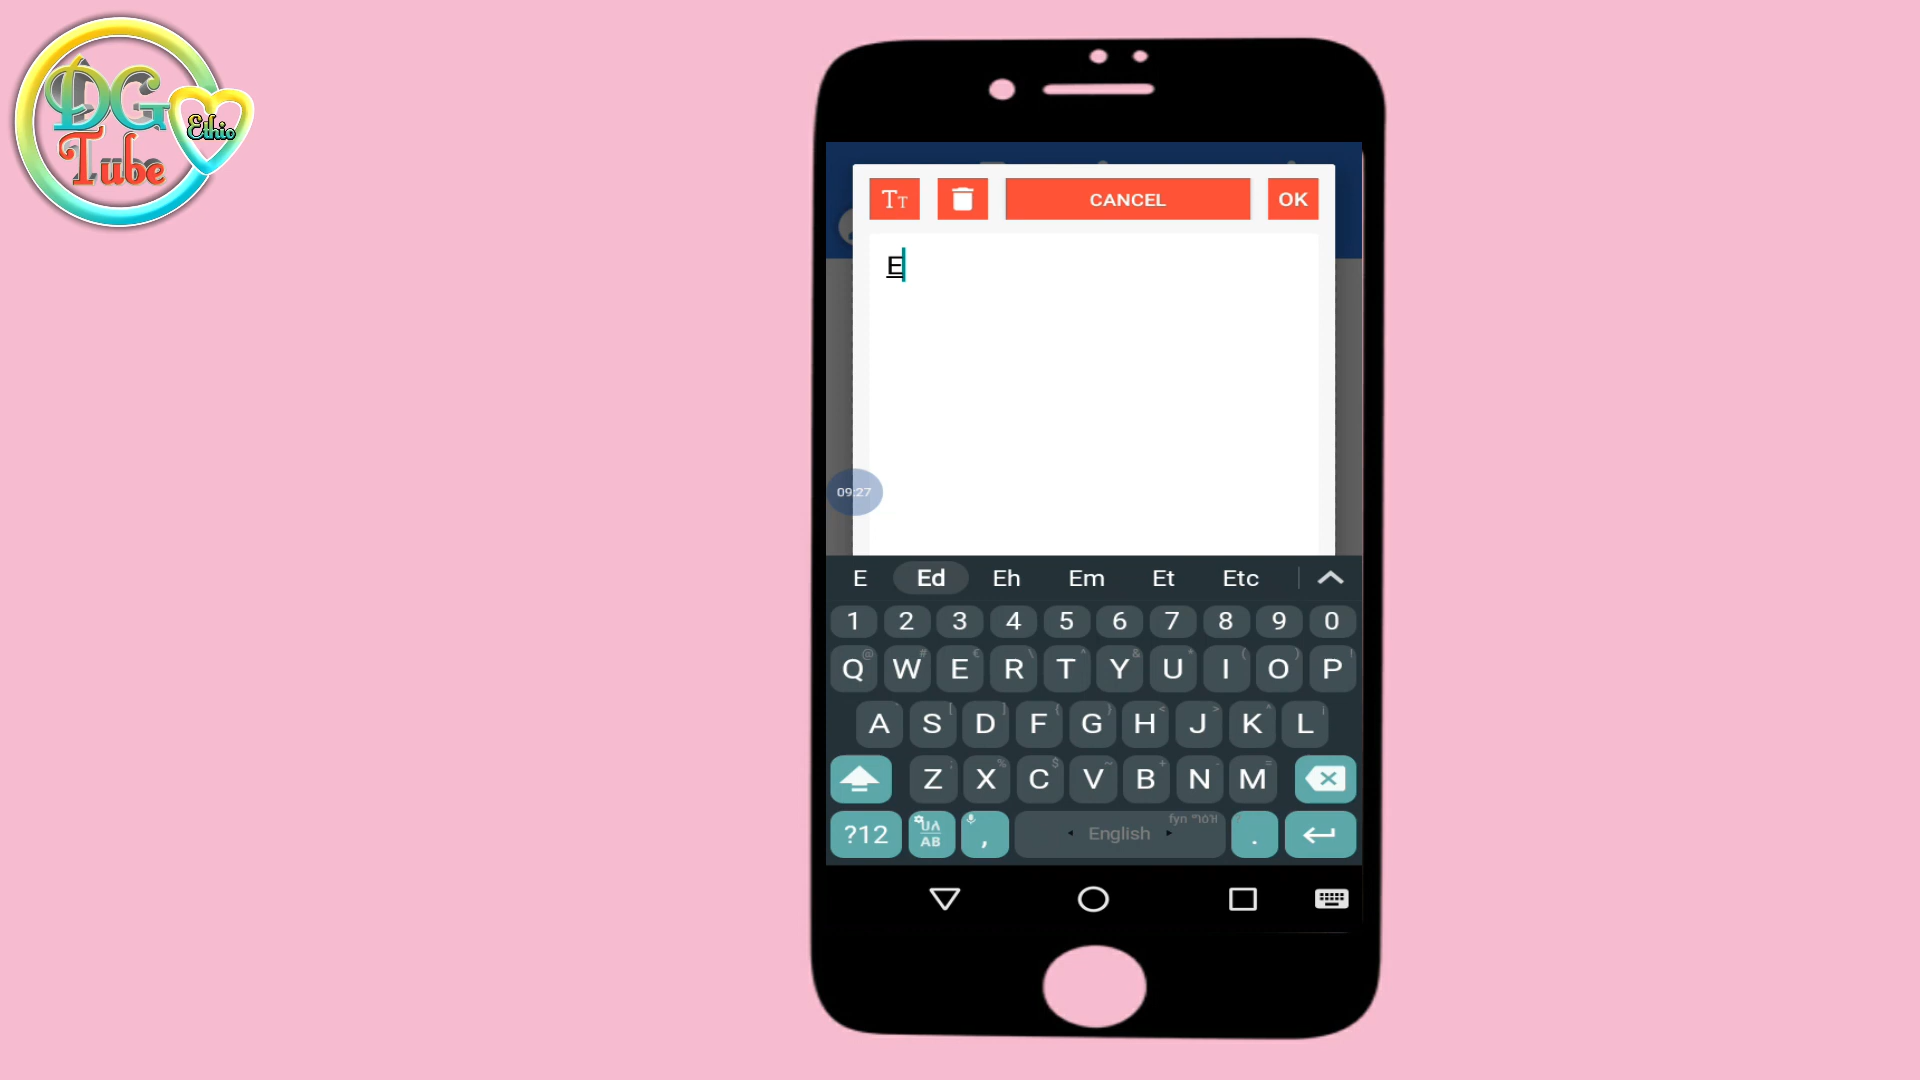 DG
Ethio
Tube
TT CANCEL OK
E
09:27
E Ed Eh Em Et Etc
1 2 3 4 5 6 7 8 9 0
Q W E R T Y U I O P
A S D F G H J K L
Z X C V B N M
?12 AB , English .